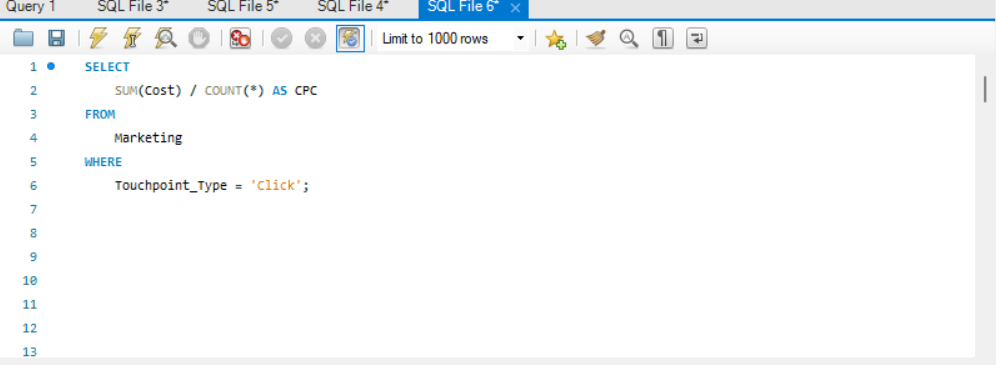 Query 1 SQL File 3* SQL File 5* SQL File 4* SQL File 6*
Limit to 1000 rows
1 SELECT
2 SUM(Cost) / COUNT(*) AS CPC
3 FROM
4 Marketing
5 WHERE
6 Touchpoint_Type = 'Click';
7
8
9
10
11
12
13